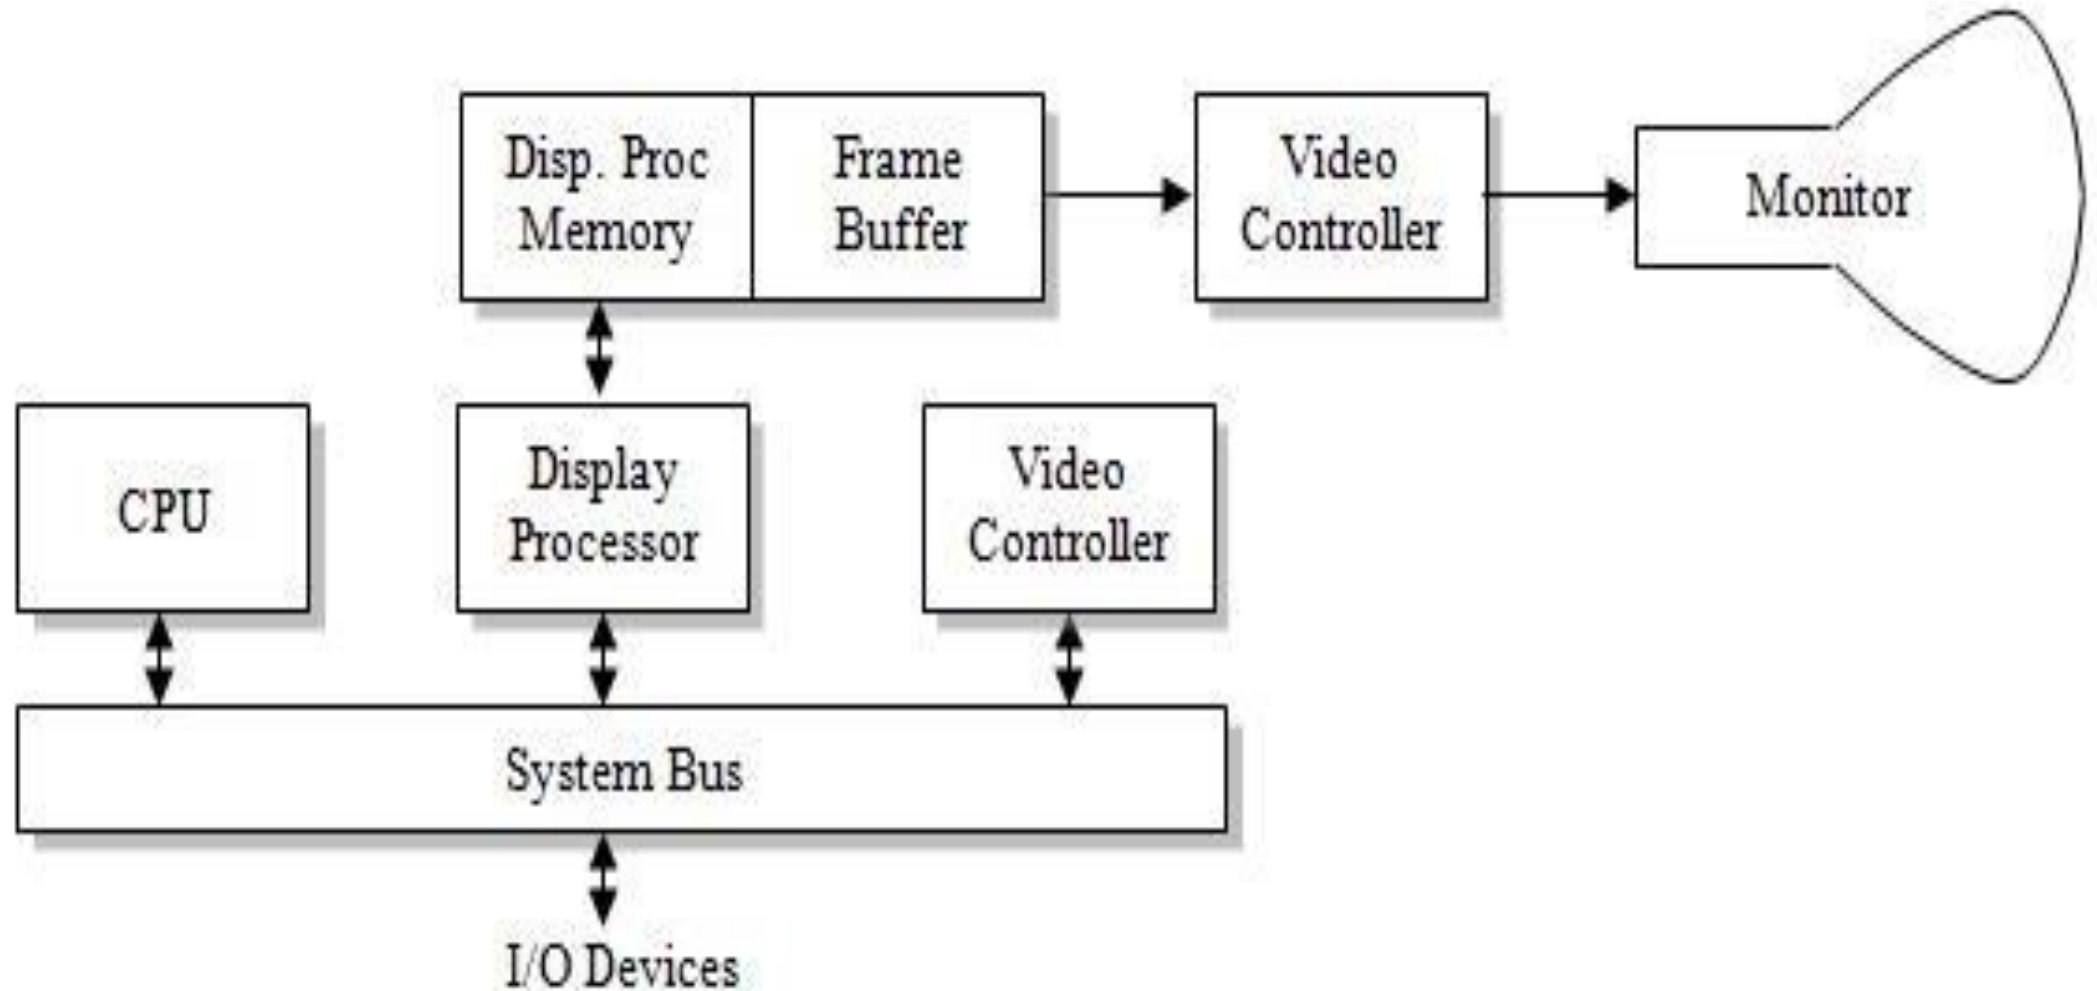 Disp. Proc
Memory
Frame
Buffer
Video
Controller
Monitor
CPU
Display
Processor
Video
Controller
System Bus
I/O Devices